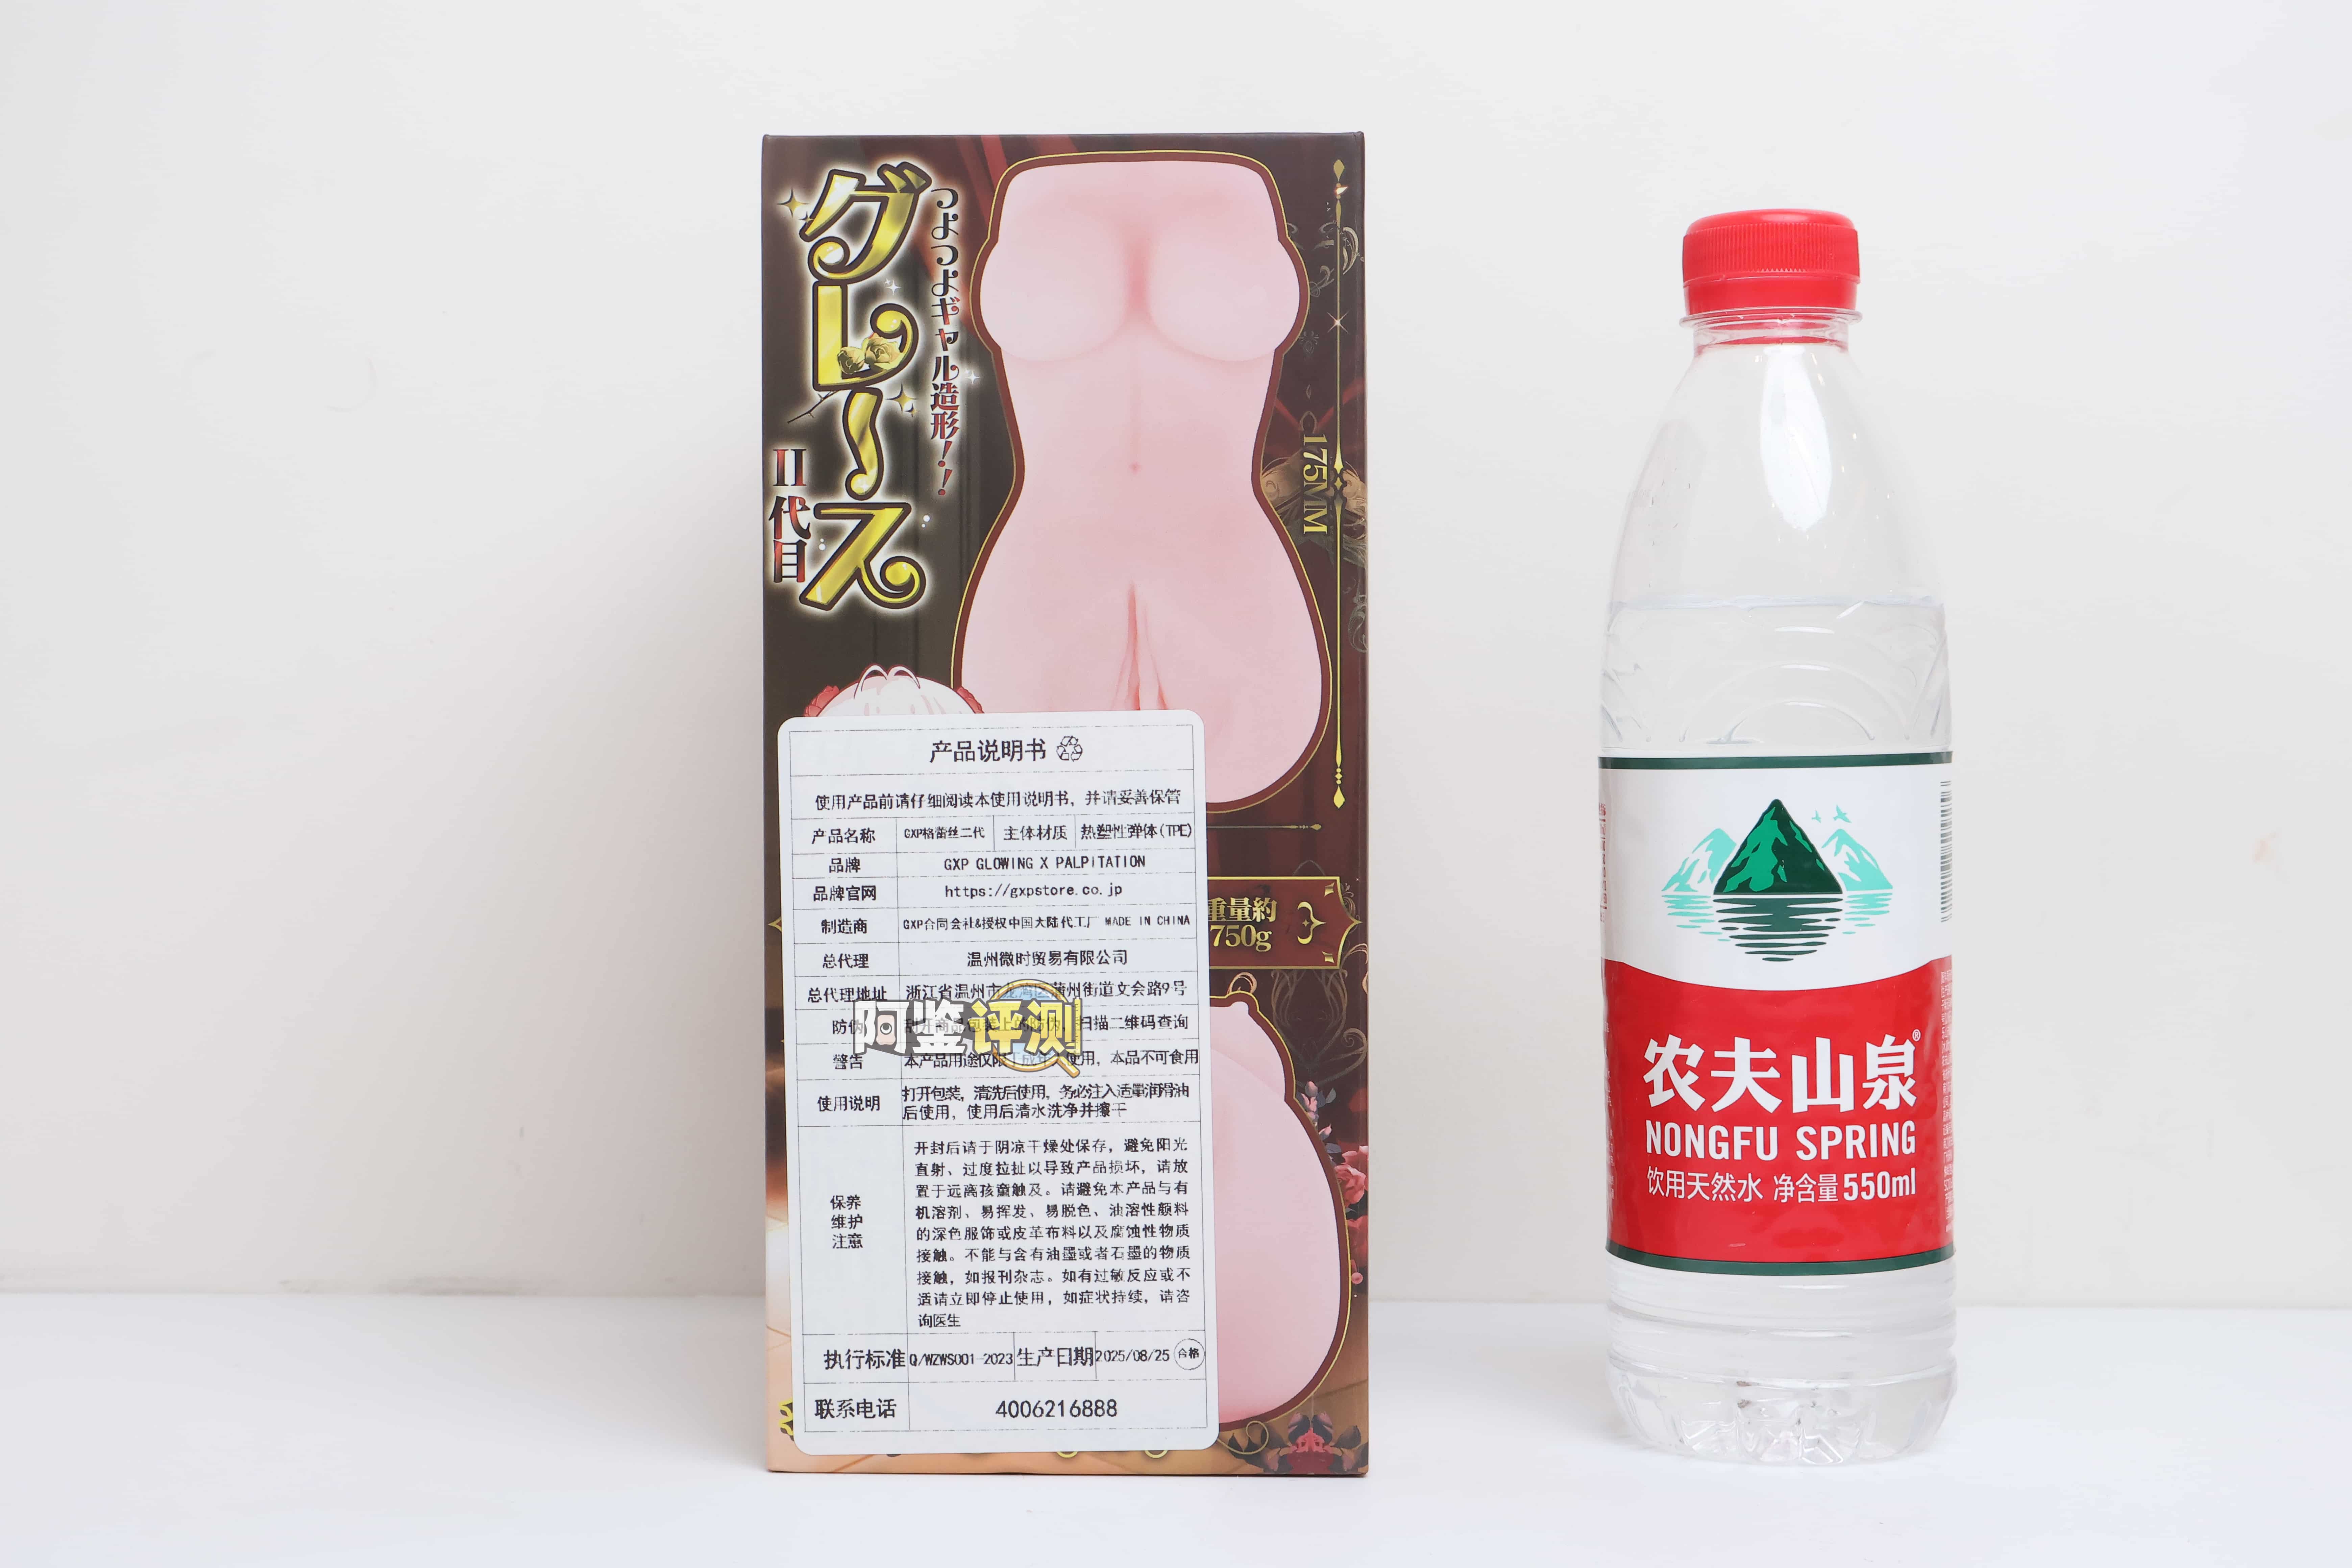 つよつよギャル造形！！
グレース
II代目
175MM
产品说明书
使用产品前请仔细阅读本使用说明书，并请妥善保管
产品名称 GXP格蕾丝二代 主体材质 热塑性弹体(TPE)
品牌 GXP GLOWING X PALPITATION
品牌官网 https://gxpstore.co.jp
制造商 GXP合同会社&授权中国大陆代工厂 MADE IN CHINA
总代理 温州微时贸易有限公司
总代理地址 浙江省温州市龙湾区蒲州街道文会路9号
防伪 刮开商品包装上的防伪，扫描二维码查询
警告 本产品用途仅限于成年人使用，本品不可食用
使用说明 打开包装，清洗后使用，务必注入适量润滑油
后使用，使用后清水洗净并擦干
保养
维护
注意
开封后请于阴凉干燥处保存，避免阳光
直射、过度拉扯以导致产品损坏，请放
置于远离孩童触及。请避免本产品与有
机溶剂、易挥发、易脱色、油溶性颜料
的深色服饰或皮革布料以及腐蚀性物质
接触。不能与含有油墨或者石墨的物质
接触，如报刊杂志。如有过敏反应或不
适请立即停止使用，如症状持续，请咨
询医生
执行标准 Q/WZWS001-2023 生产日期 2025/08/25 合格
联系电话 4006216888
重量約
750g
阿鉴评测
农夫山泉®
NONGFU SPRING
饮用天然水 净含量550ml